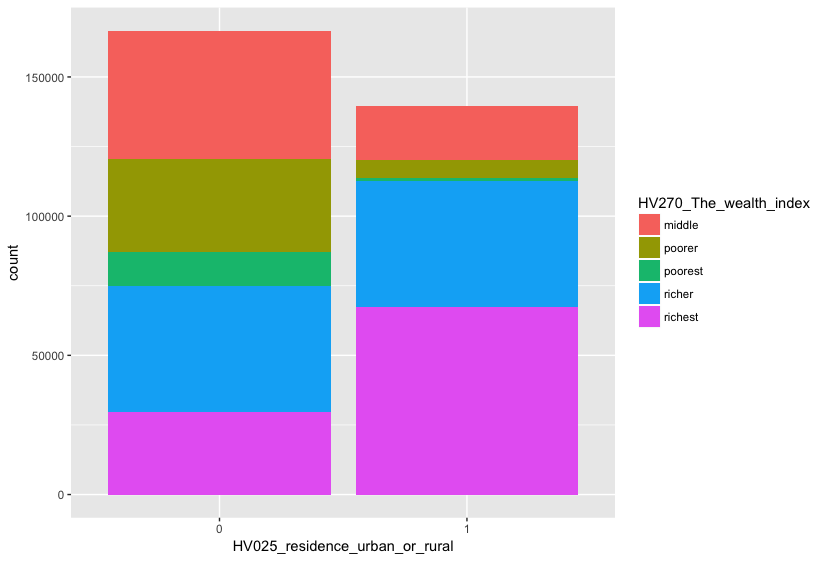 count
150000
100000
50000
0
0 1
HV025_residence_urban_or_rural
HV270_The_wealth_index
middle
poorer
poorest
richer
richest